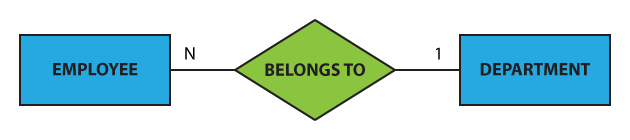 EMPLOYEE
N
BELONGS TO
1
DEPARTMENT